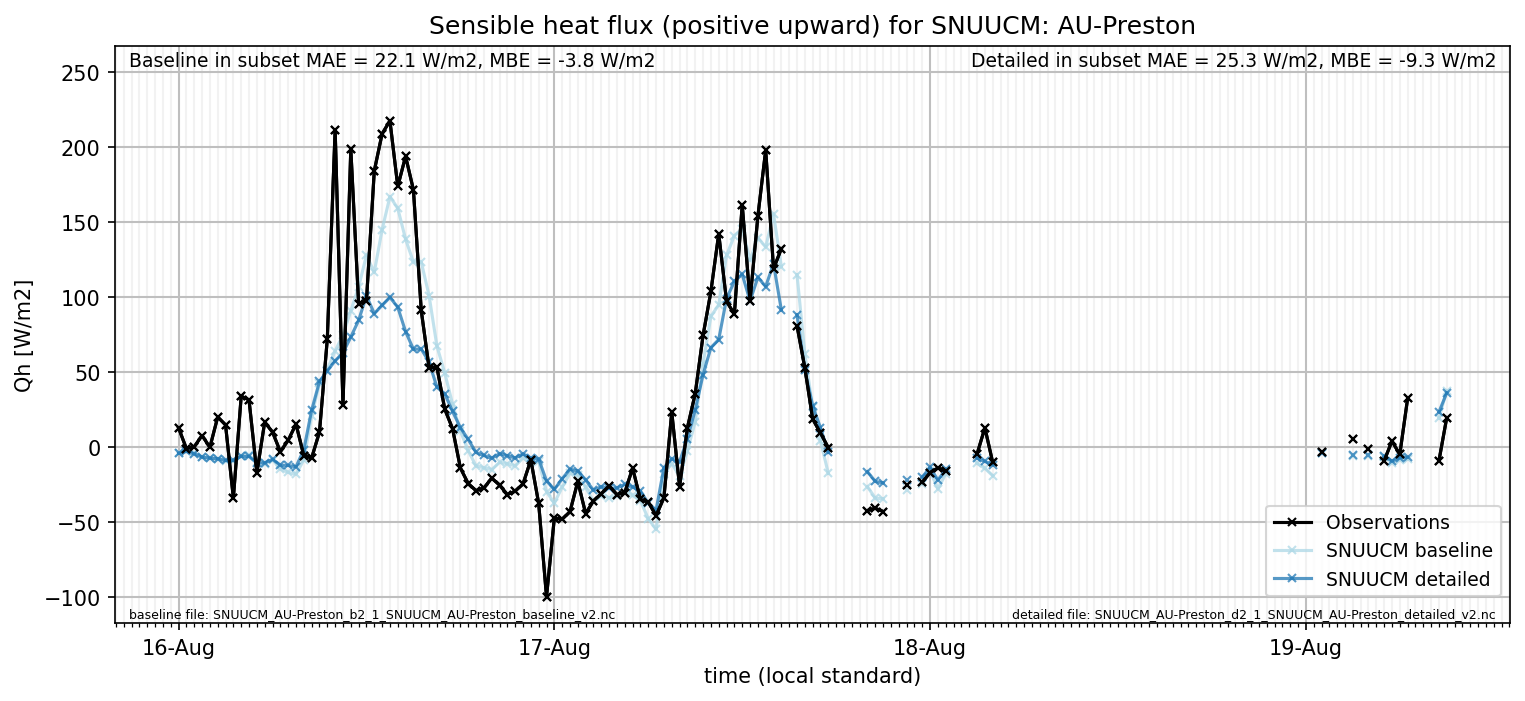 Sensible heat flux (positive upward) for SNUUCM: AU-Preston
Baseline in subset MAE = 22.1 W/m2, MBE = -3.8 W/m2
Detailed in subset MAE = 25.3 W/m2, MBE = -9.3 W/m2
250
200
150
100
50
0
−50
−100
Qh [W/m2]
Observations
SNUUCM baseline
SNUUCM detailed
baseline file: SNUUCM_AU-Preston_b2_1_SNUUCM_AU-Preston_baseline_v2.nc
detailed file: SNUUCM_AU-Preston_d2_1_SNUUCM_AU-Preston_detailed_v2.nc
16-Aug
17-Aug
18-Aug
19-Aug
time (local standard)